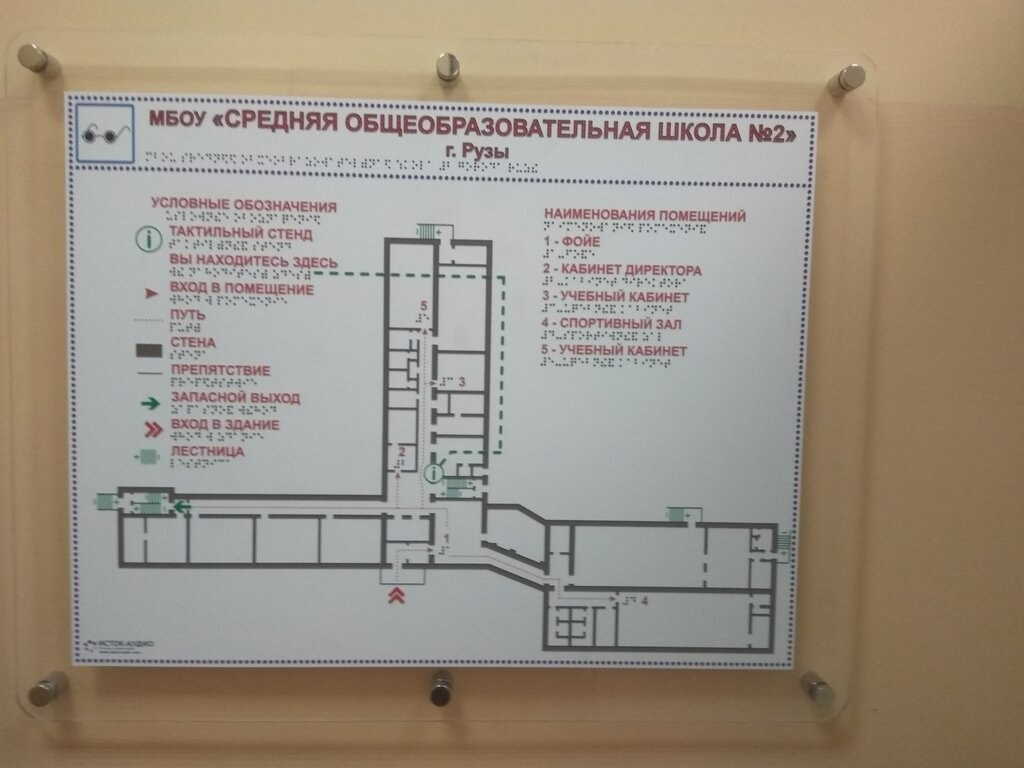 МБОУ «СРЕДНЯЯ ОБЩЕОБРАЗОВАТЕЛЬНАЯ ШКОЛА №2»
г. Рузы
УСЛОВНЫЕ ОБОЗНАЧЕНИЯ
ТАКТИЛЬНЫЙ СТЕНД
ВЫ НАХОДИТЕСЬ ЗДЕСЬ
ВХОД В ПОМЕЩЕНИЕ
ПУТЬ
СТЕНА
ПРЕПЯТСТВИЕ
ЗАПАСНОЙ ВЫХОД
ВХОД В ЗДАНИЕ
ЛЕСТНИЦА
НАИМЕНОВАНИЯ ПОМЕЩЕНИЙ
1 - ФОЙЕ
2 - КАБИНЕТ ДИРЕКТОРА
3 - УЧЕБНЫЙ КАБИНЕТ
4 - СПОРТИВНЫЙ ЗАЛ
5 - УЧЕБНЫЙ КАБИНЕТ
5
3
2
1
4
ИСТОК-АУДИО